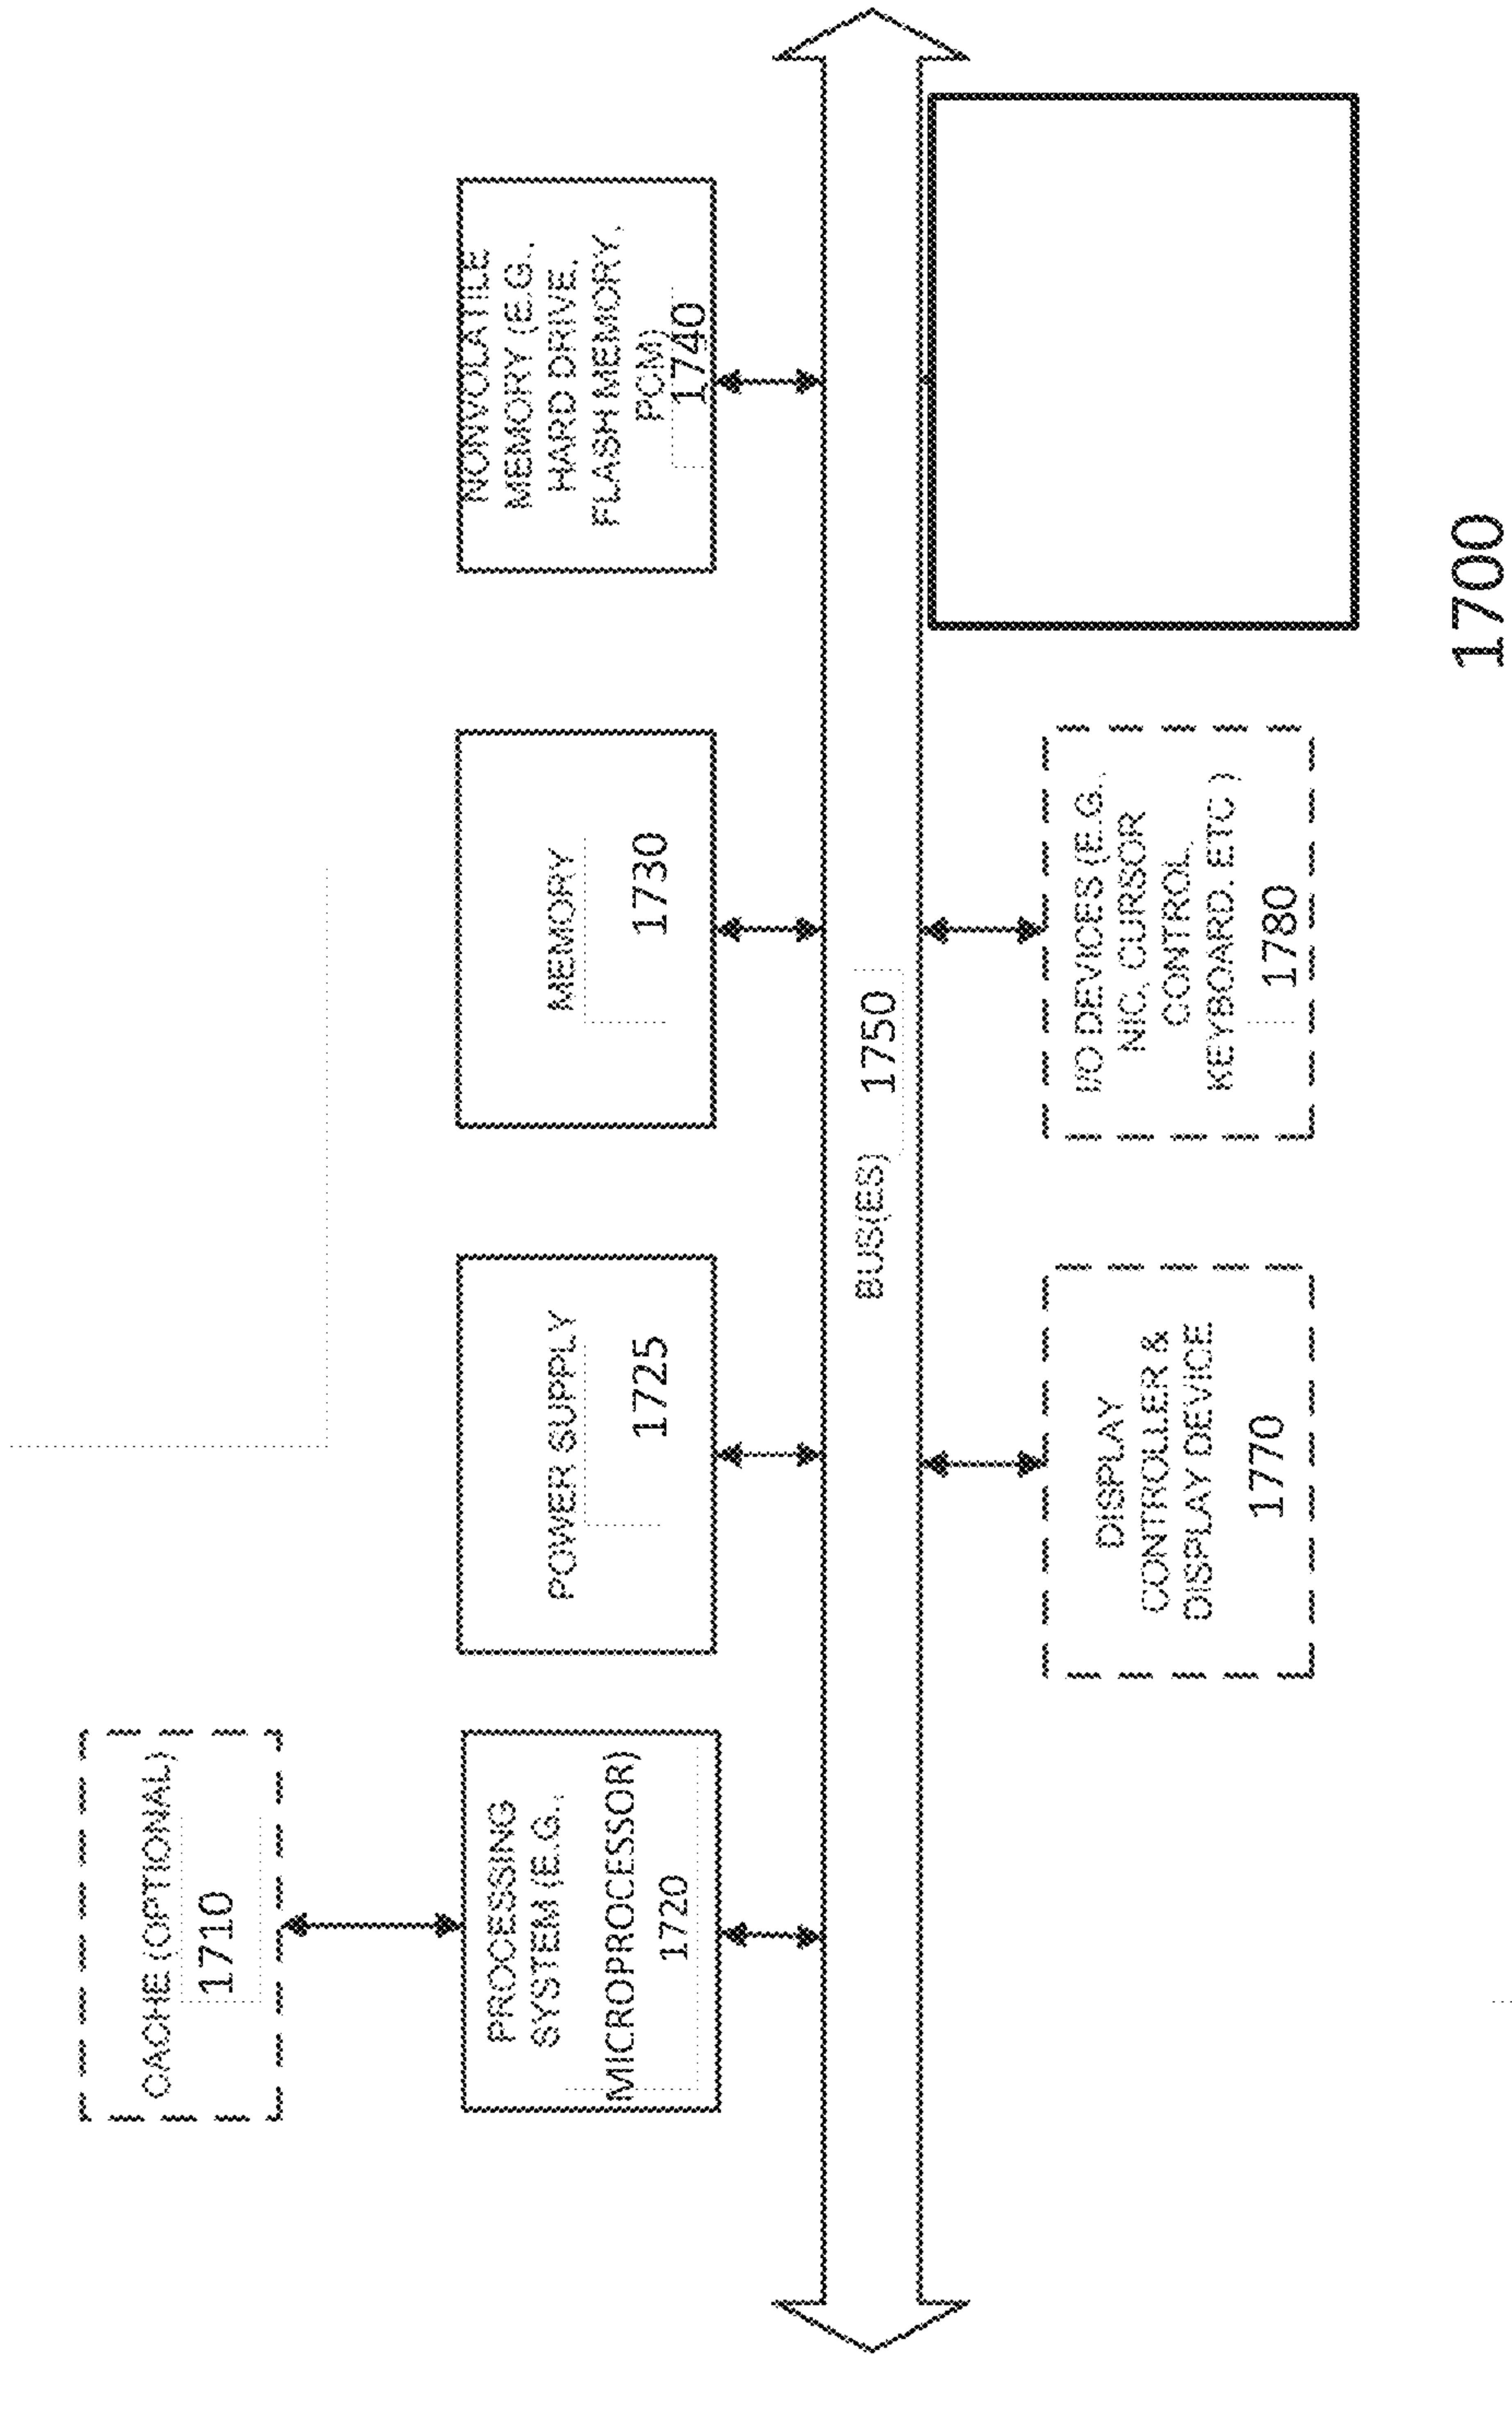 CACHE (OPTIONAL)
1710
PROCESSING
SYSTEM (E.G.,
MICROPROCESSOR)
1720
POWER SUPPLY
1725
MEMORY
1730
NONVOLATILE
MEMORY (E.G.,
HARD DRIVE,
FLASH MEMORY,
PCM)
1740
BUS(ES) 1750
DISPLAY
CONTROLLER &
DISPLAY DEVICE
1770
I/O DEVICES (E.G.,
NIC, CURSOR
CONTROL,
KEYBOARD, ETC )
1780
1700